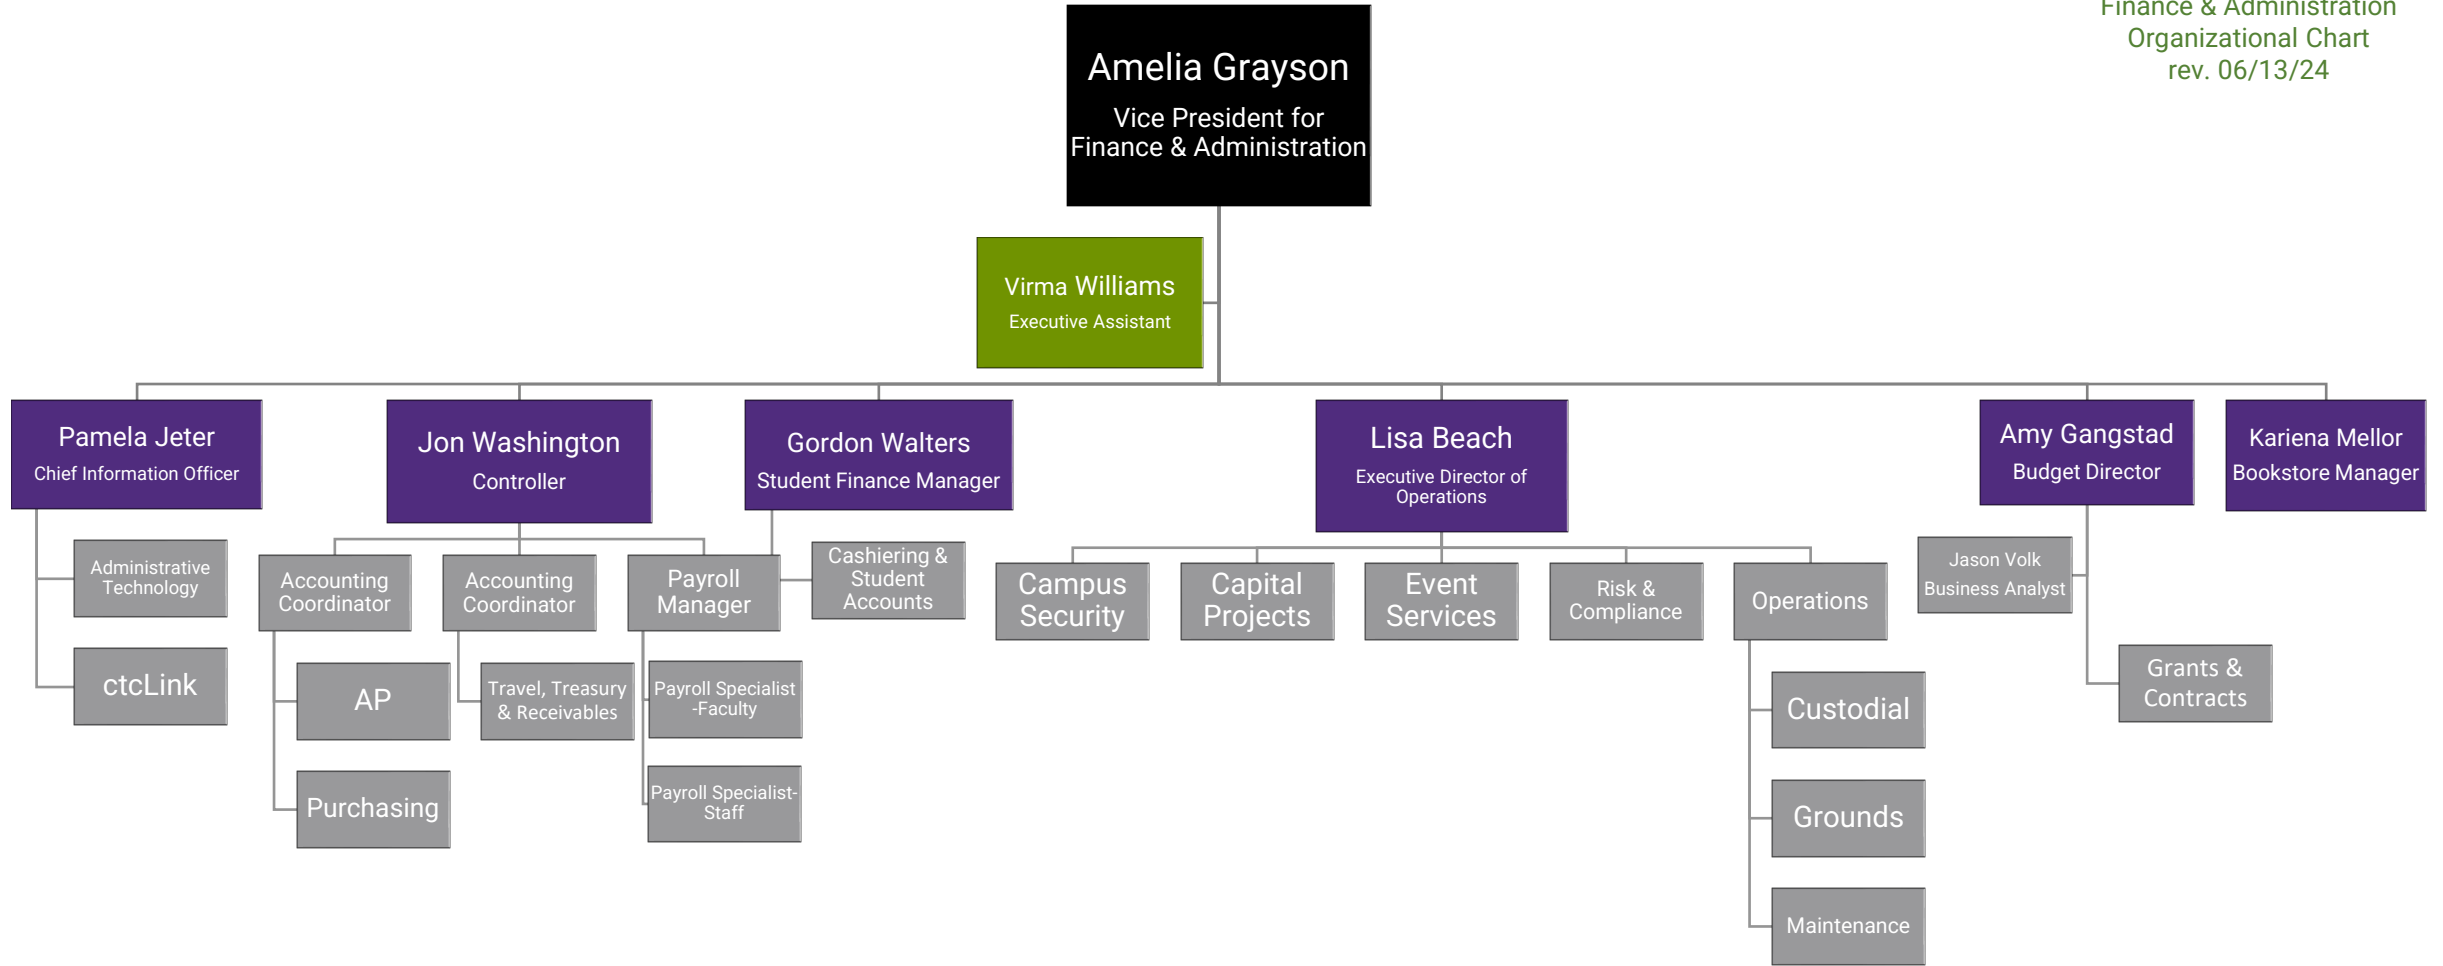 Finance & Administration
Organizational Chart
rev. 06/13/24
Amelia Grayson
Vice President for
Finance & Administration
Virma Williams
Executive Assistant
Pamela Jeter
Chief Information Officer
Jon Washington
Controller
Gordon Walters
Student Finance Manager
Lisa Beach
Executive Director of
Operations
Amy Gangstad
Budget Director
Kariena Mellor
Bookstore Manager
Administrative
Technology
ctcLink
Accounting
Coordinator
AP
Purchasing
Accounting
Coordinator
Travel, Treasury
& Receivables
Payroll
Manager
Payroll Specialist
-Faculty
Payroll Specialist-
Staff
Cashiering &
Student
Accounts
Campus
Security
Capital
Projects
Event
Services
Risk &
Compliance
Operations
Custodial
Grounds
Maintenance
Jason Volk
Business Analyst
Grants &
Contracts